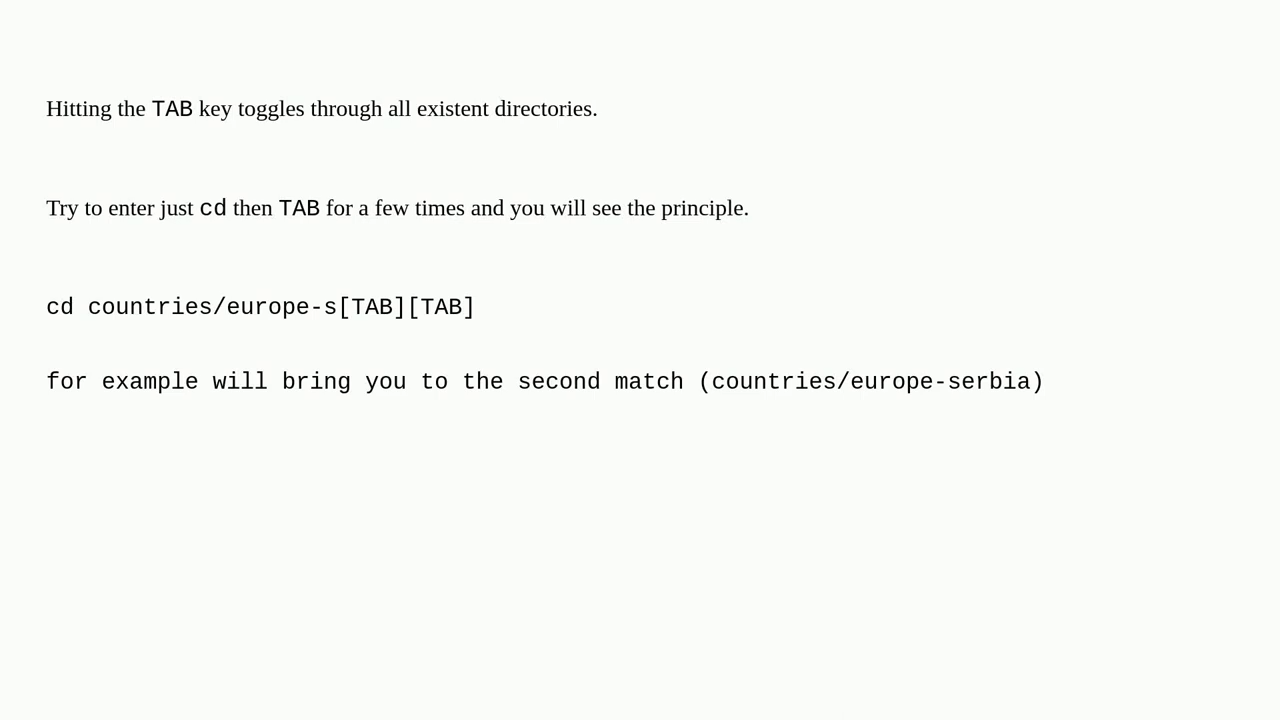 Hitting the TAB key toggles through all existent directories.
Try to enter just cd then TAB for a few times and you will see the principle.
cd countries/europe-s[TAB][TAB]
for example will bring you to the second match (countries/europe-serbia)